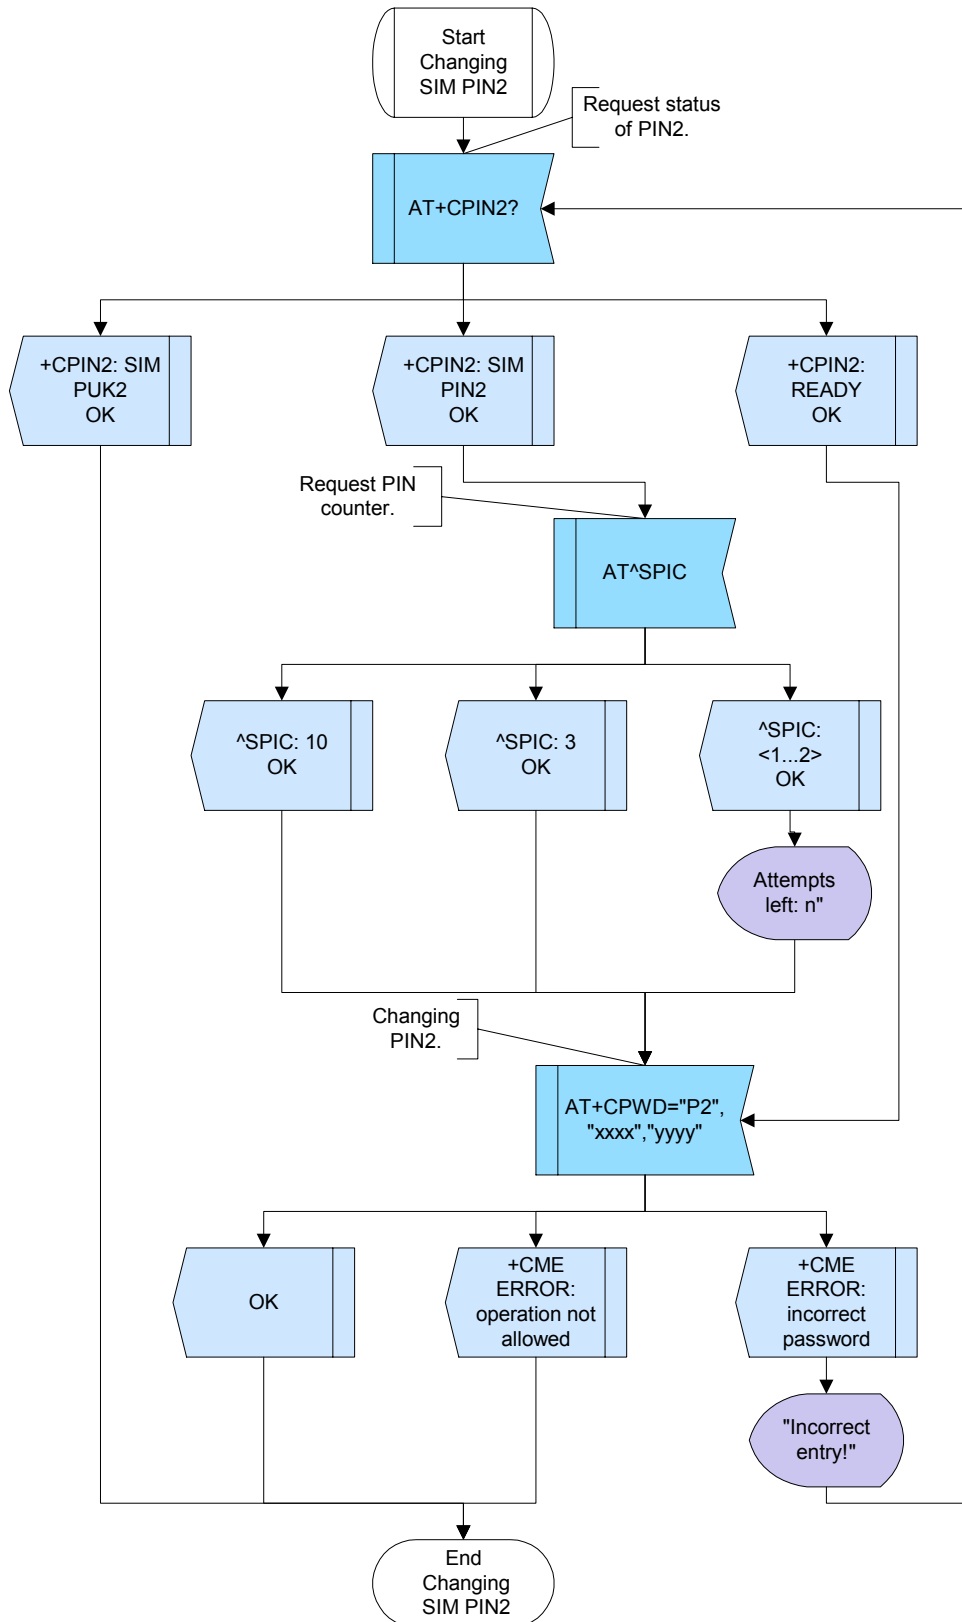 Start
Changing
SIM PIN2
Request status
of PIN2.
AT+CPIN2?
+CPIN2: SIM
PUK2
OK
+CPIN2: SIM
PIN2
OK
+CPIN2:
READY
OK
Request PIN
counter.
AT^SPIC
^SPIC: 10
OK
^SPIC: 3
OK
^SPIC:
<1...2>
OK
Attempts
left: n"
Changing
PIN2.
AT+CPWD="P2",
"xxxx","yyyy"
OK
+CME
ERROR:
operation not
allowed
+CME
ERROR:
incorrect
password
"Incorrect
entry!"
End
Changing
SIM PIN2